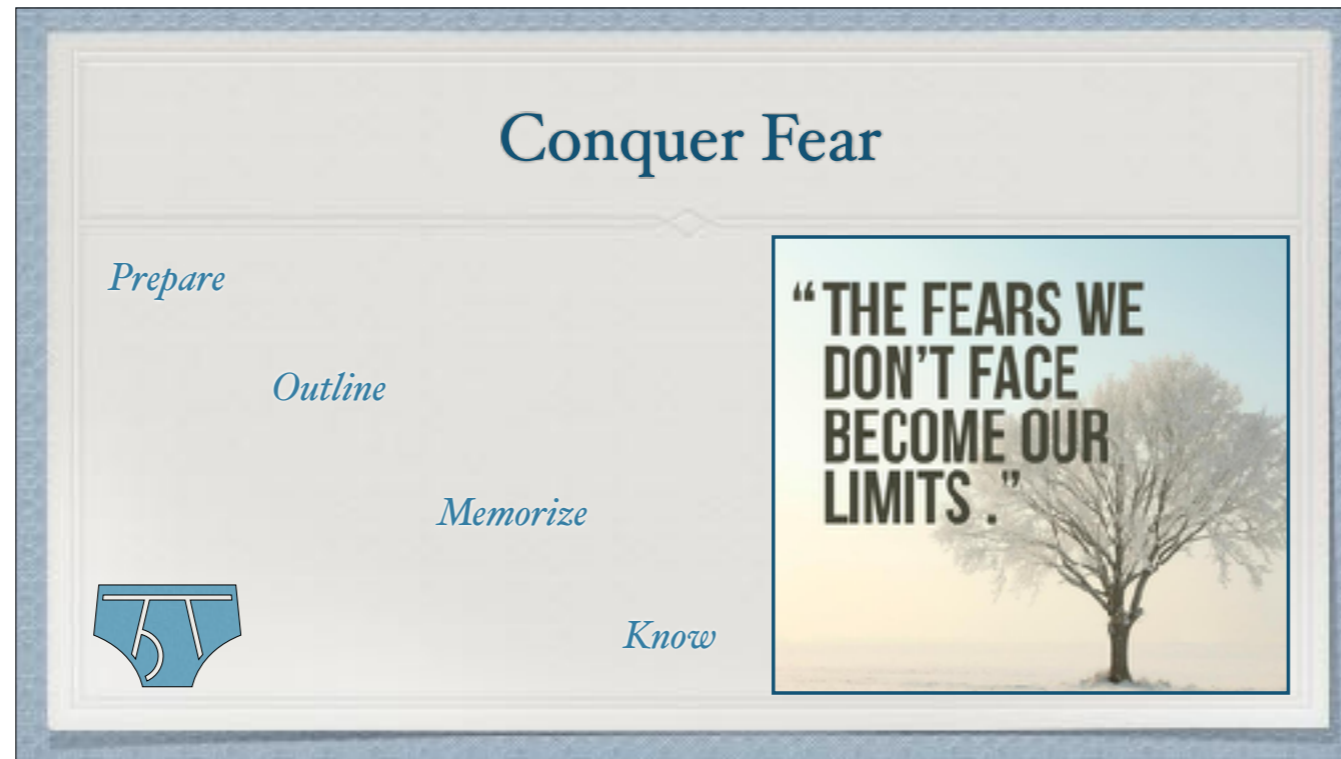 Conquer Fear
Prepare
Outline
Memorize
Know
“THE FEARS WE
DON’T FACE
BECOME OUR
LIMITS .”